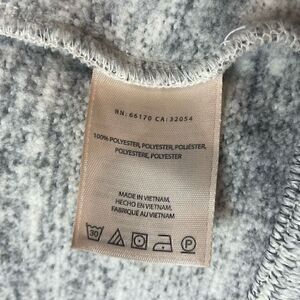 RN: 66170 CA: 32054
100% POLYESTER, POLYESTER, POLIÉSTER,
POLYESTERE, POLYESTER
MADE IN VIETNAM,
HECHO EN VIETNAM,
FABRIQUÉ AU VIETNAM
30 P